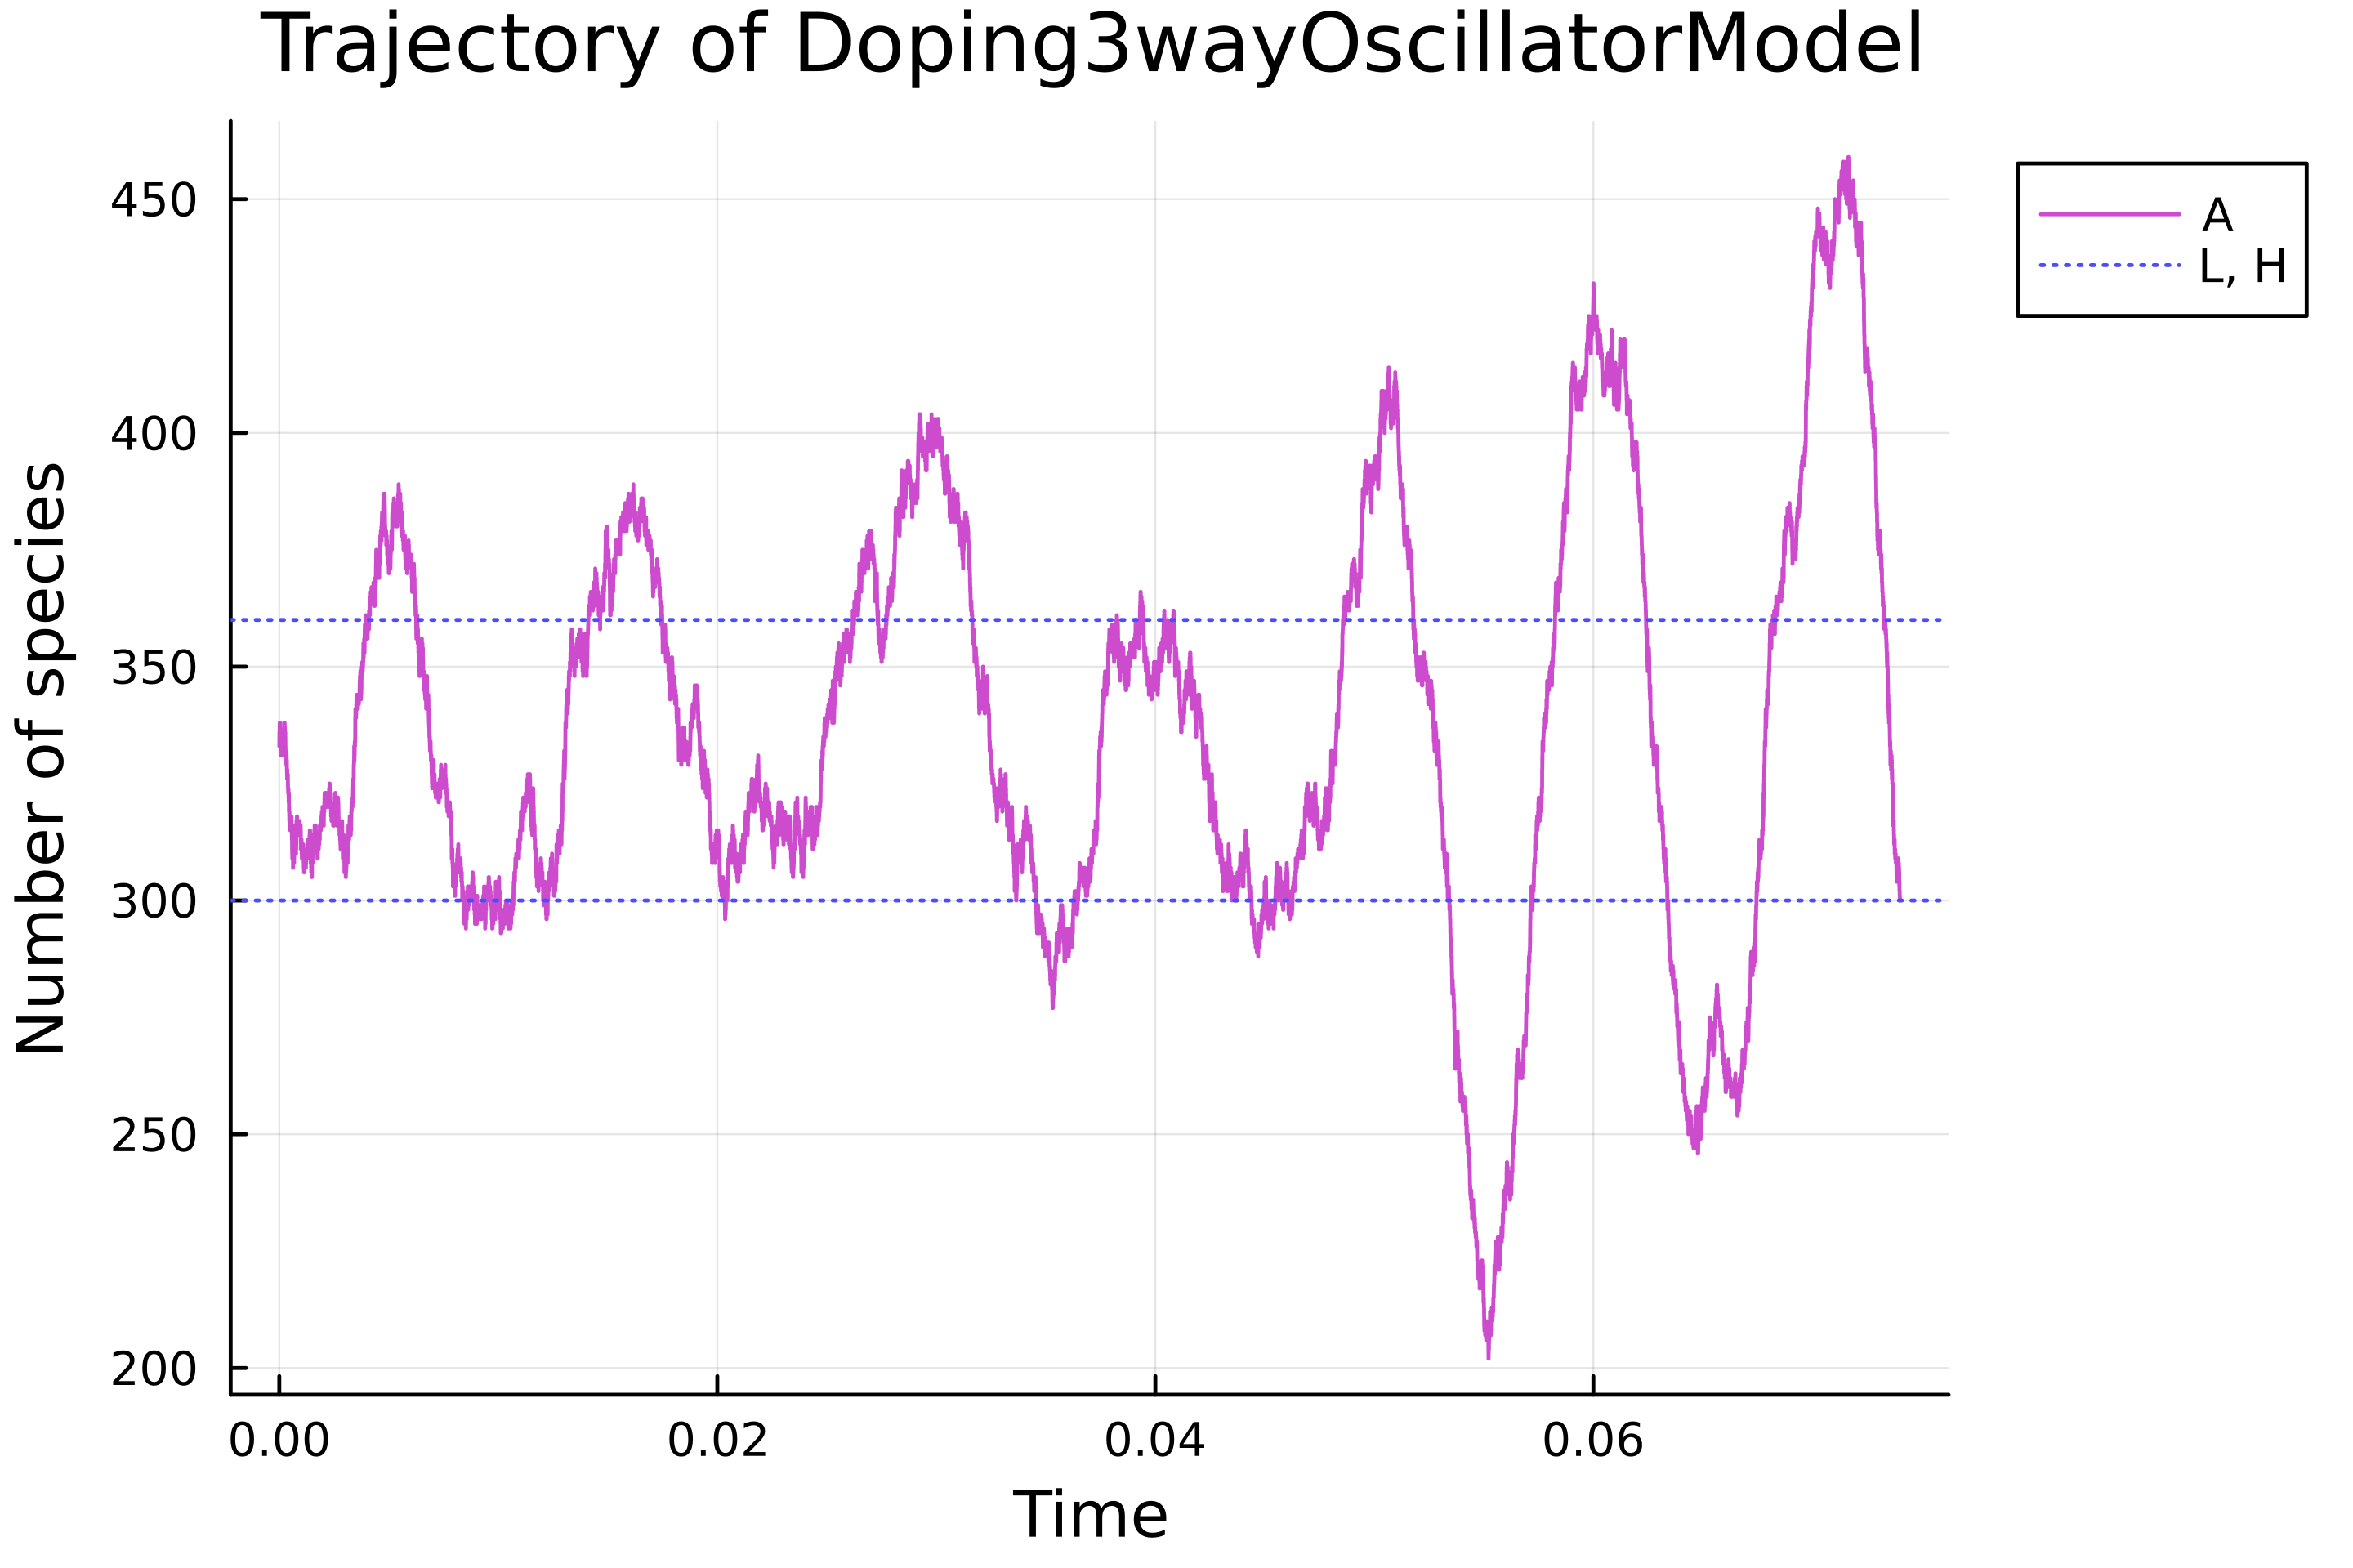 Trajectory of Doping3wayOscillatorModel
Number of species
450
400
350
300
250
200
0.00
0.02
0.04
0.06
Time
A
L, H